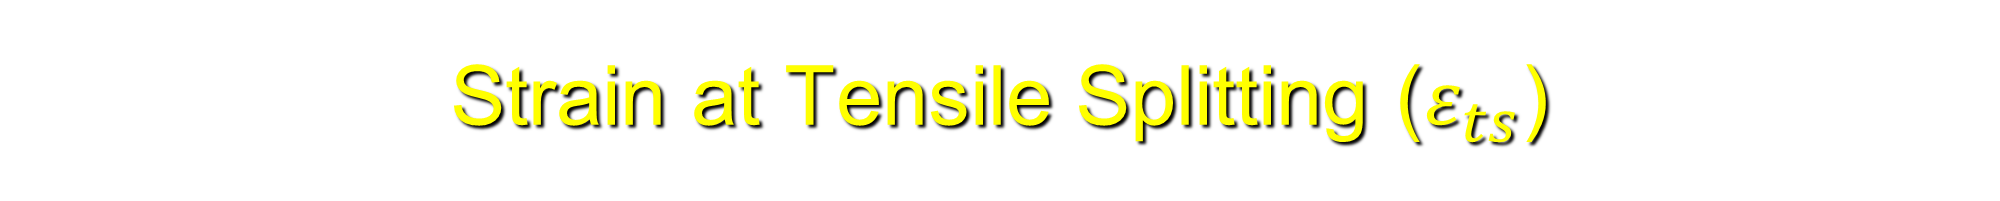 Strain at Tensile Splitting (𝜀𝑡𝑠)